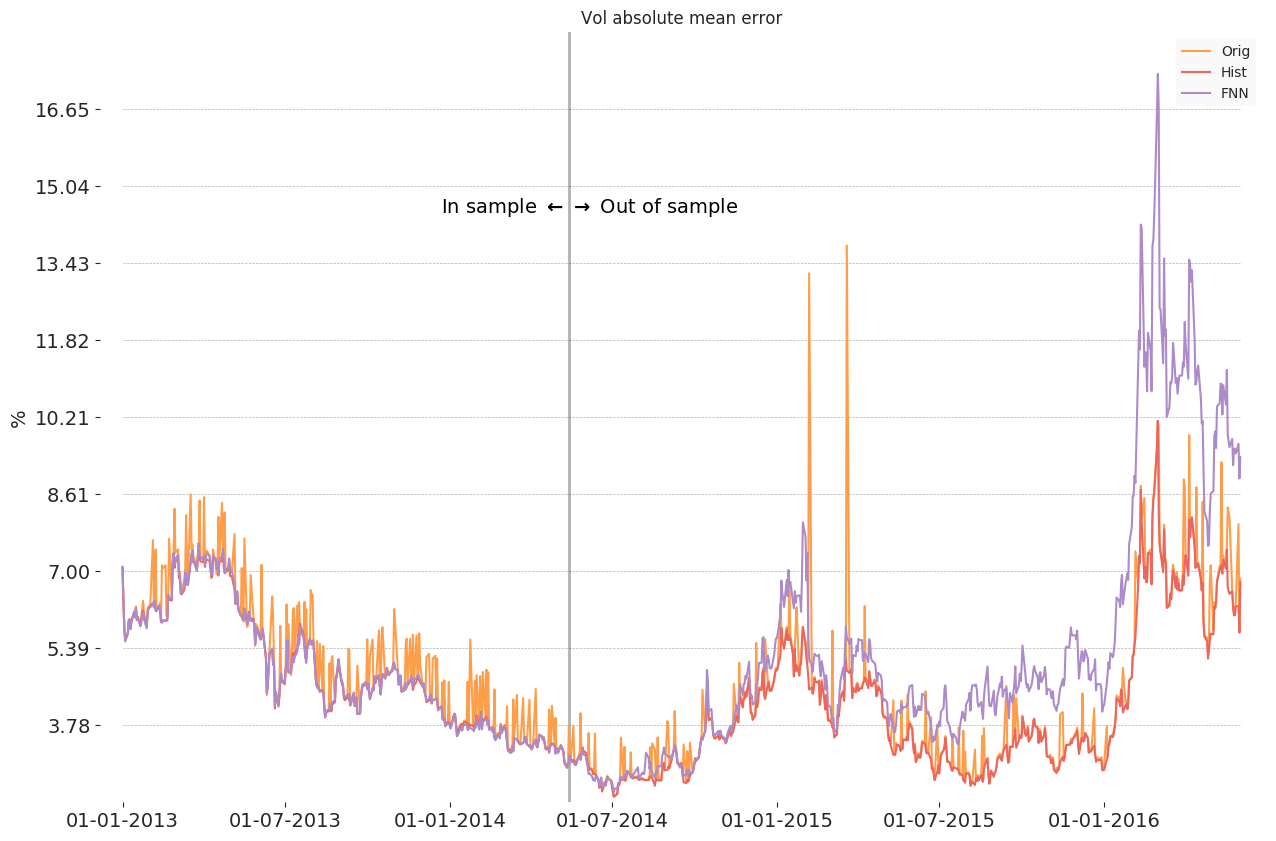 Vol absolute mean error
Orig
Hist
FNN
16.65
15.04
In sample ← → Out of sample
13.43
11.82
10.21
%
8.61
7.00
5.39
3.78
01-01-2013 01-07-2013 01-01-2014 01-07-2014 01-01-2015 01-07-2015 01-01-2016